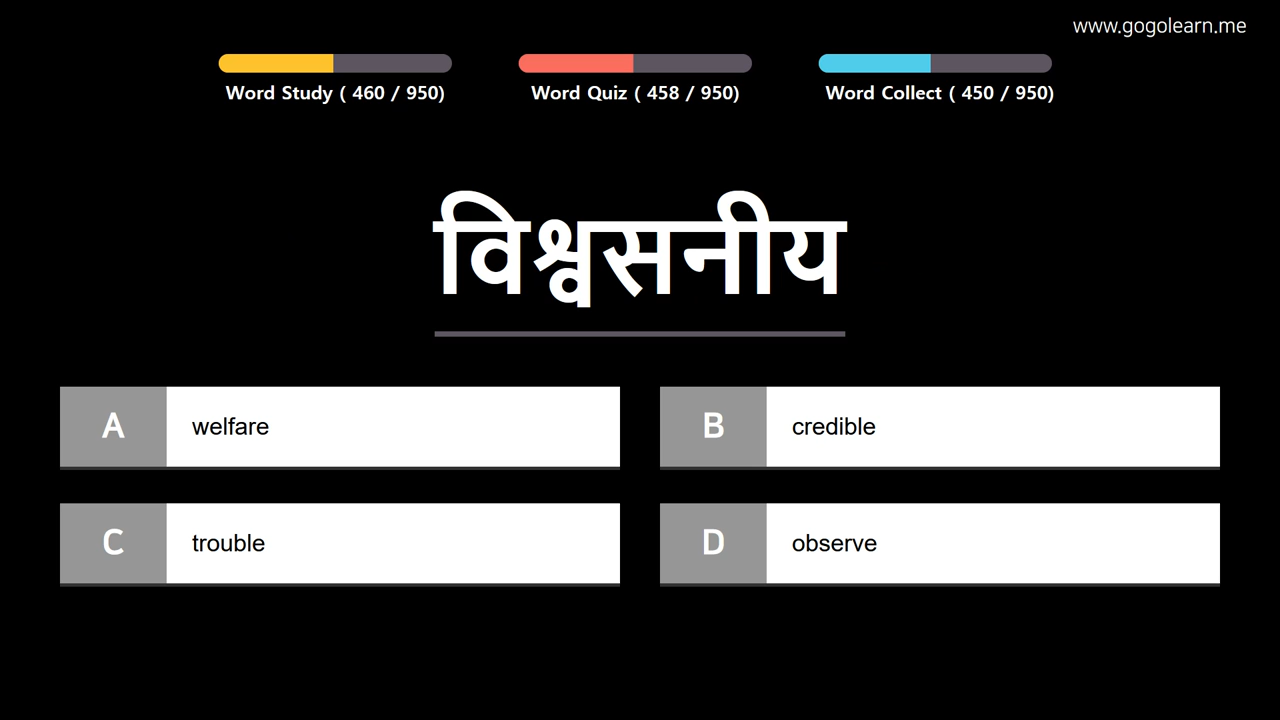 www.gogolearn.me
Word Study ( 460 / 950)
Word Quiz ( 458 / 950)
Word Collect ( 450 / 950)
विश्वसनीय
A welfare
B credible
C trouble
D observe